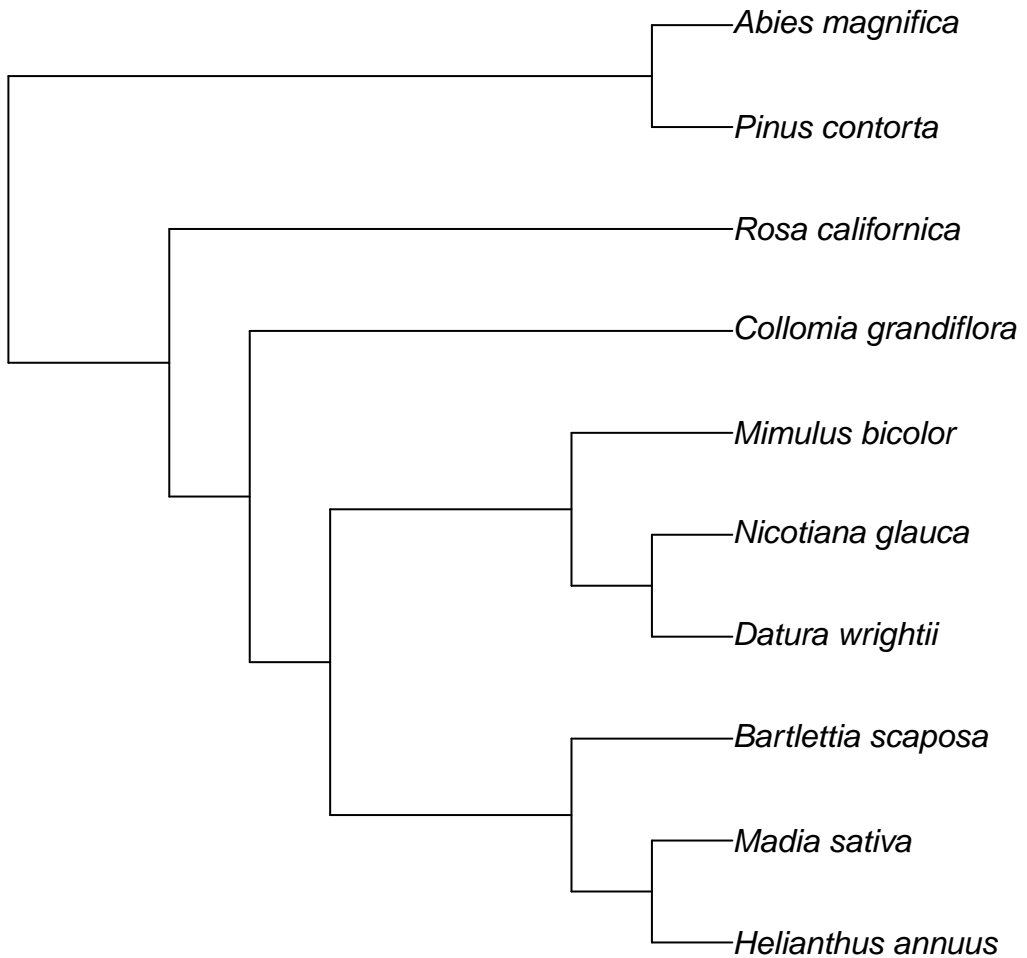 Abies magnifica
Pinus contorta
Rosa californica
Collomia grandiflora
Mimulus bicolor
Nicotiana glauca
Datura wrightii
Bartlettia scaposa
Madia sativa
Helianthus annuus